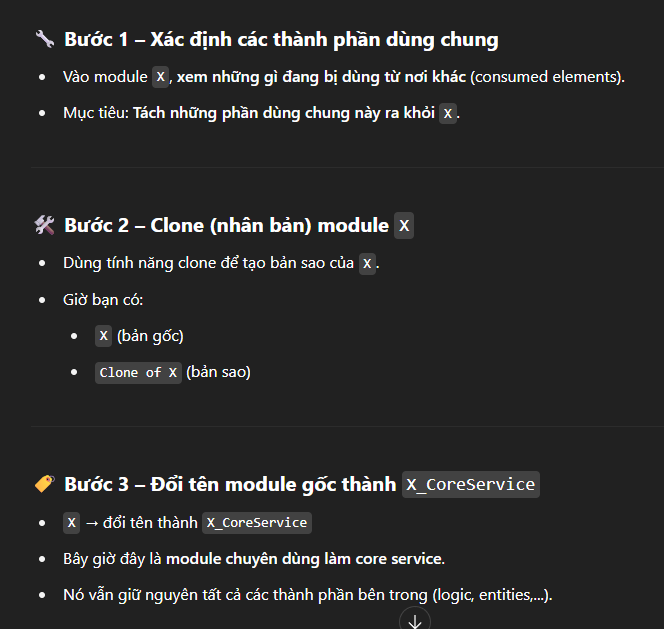 Bước 1 – Xác định các thành phần dùng chung
Vào module X, xem những gì đang bị dùng từ nơi khác (consumed elements).
Mục tiêu: Tách những phần dùng chung này ra khỏi X.
Bước 2 – Clone (nhân bản) module X
Dùng tính năng clone để tạo bản sao của X.
Giờ bạn có:
X (bản gốc)
Clone of X (bản sao)
Bước 3 – Đổi tên module gốc thành X_CoreService
X → đổi tên thành X_CoreService
Bây giờ đây là module chuyên dùng làm core service.
Nó vẫn giữ nguyên tất cả các thành phần bên trong (logic, entities,...).